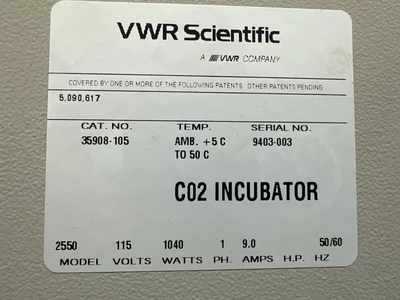 VWR Scientific
A VWR COMPANY
COVERED BY ONE OR MORE OF THE FOLLOWING PATENTS OTHER PATENTS PENDING
5,090,617
CAT. NO. TEMP. SERIAL NO.
35908-105 AMB. +5 C 9403-003
TO 50 C
CO2 INCUBATOR
2550 115 1040 1 9.0 50/60
MODEL VOLTS WATTS PH. AMPS H.P. HZ